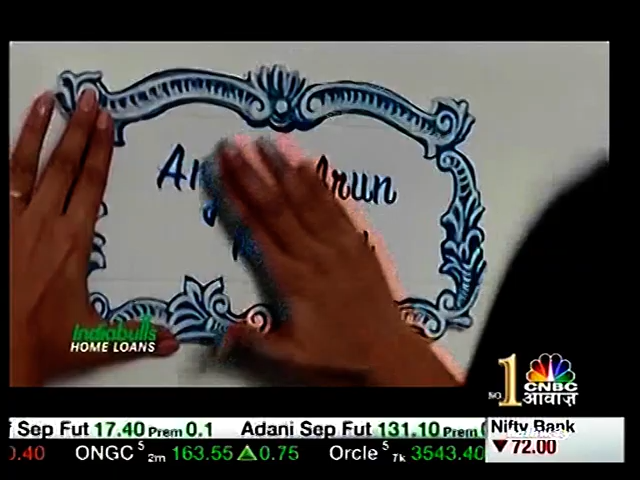 Arun
Indiabulls
HOME LOANS
NO 1
CNBC
आवाज़
f Sep Fut 17.40 Prem 0.1 Adani Sep Fut 131.10 Prem
0.40 ONGC 5 2m 163.55 ▲ 0.75 Orcle 5 7k 3543.40
Nifty Bank
▼ 72.00